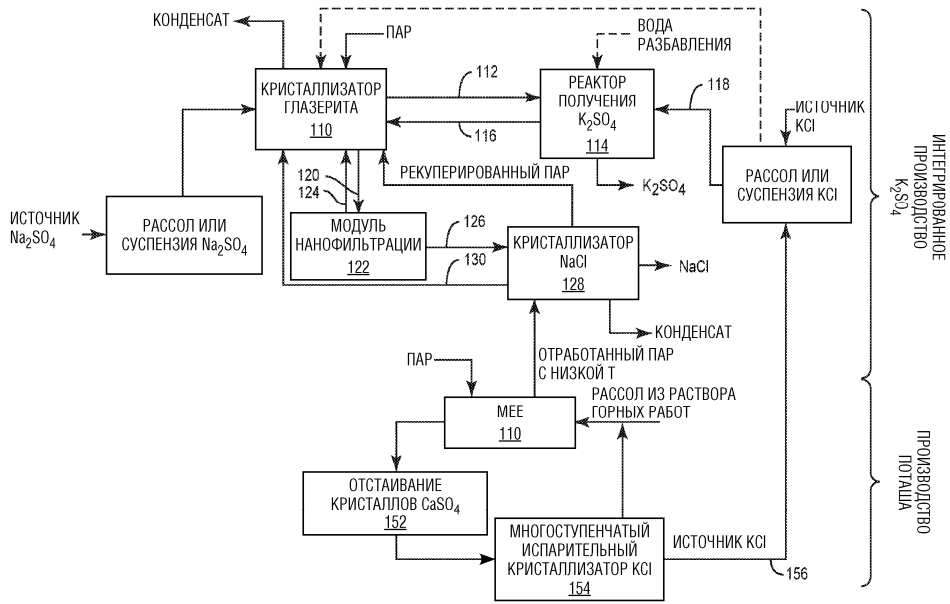 КОНДЕНСАТ
ПАР
ВОДА
РАЗБАВЛЕНИЯ
КРИСТАЛЛИЗАТОР
ГЛАЗЕРИТА
110
112
116
РЕАКТОР
ПОЛУЧЕНИЯ
K₂SO₄
114
118
ИСТОЧНИК
KCl
РАССОЛ ИЛИ
СУСПЕНЗИЯ KCl
K₂SO₄
РЕКУПЕРИРОВАННЫЙ ПАР
120
124
ИСТОЧНИК
Na₂SO₄
РАССОЛ ИЛИ
СУСПЕНЗИЯ Na₂SO₄
МОДУЛЬ
НАНОФИЛЬТРАЦИИ
122
126
130
КРИСТАЛЛИЗАТОР
NaCl
128
NaCl
КОНДЕНСАТ
ИНТЕГРИРОВАННОЕ
ПРОИЗВОДСТВО
K₂SO₄
ОТРАБОТАННЫЙ ПАР
С НИЗКОЙ Т
ПАР
РАССОЛ ИЗ РАСТВОРА
ГОРНЫХ РАБОТ
МЕЕ
110
ОТСТАИВАНИЕ
КРИСТАЛЛОВ CaSO₄
152
МНОГОСТУПЕНЧАТЫЙ
ИСПАРИТЕЛЬНЫЙ
КРИСТАЛЛИЗАТОР KCl
154
ИСТОЧНИК KCl
156
ПРОИЗВОДСТВО
ПОТАША